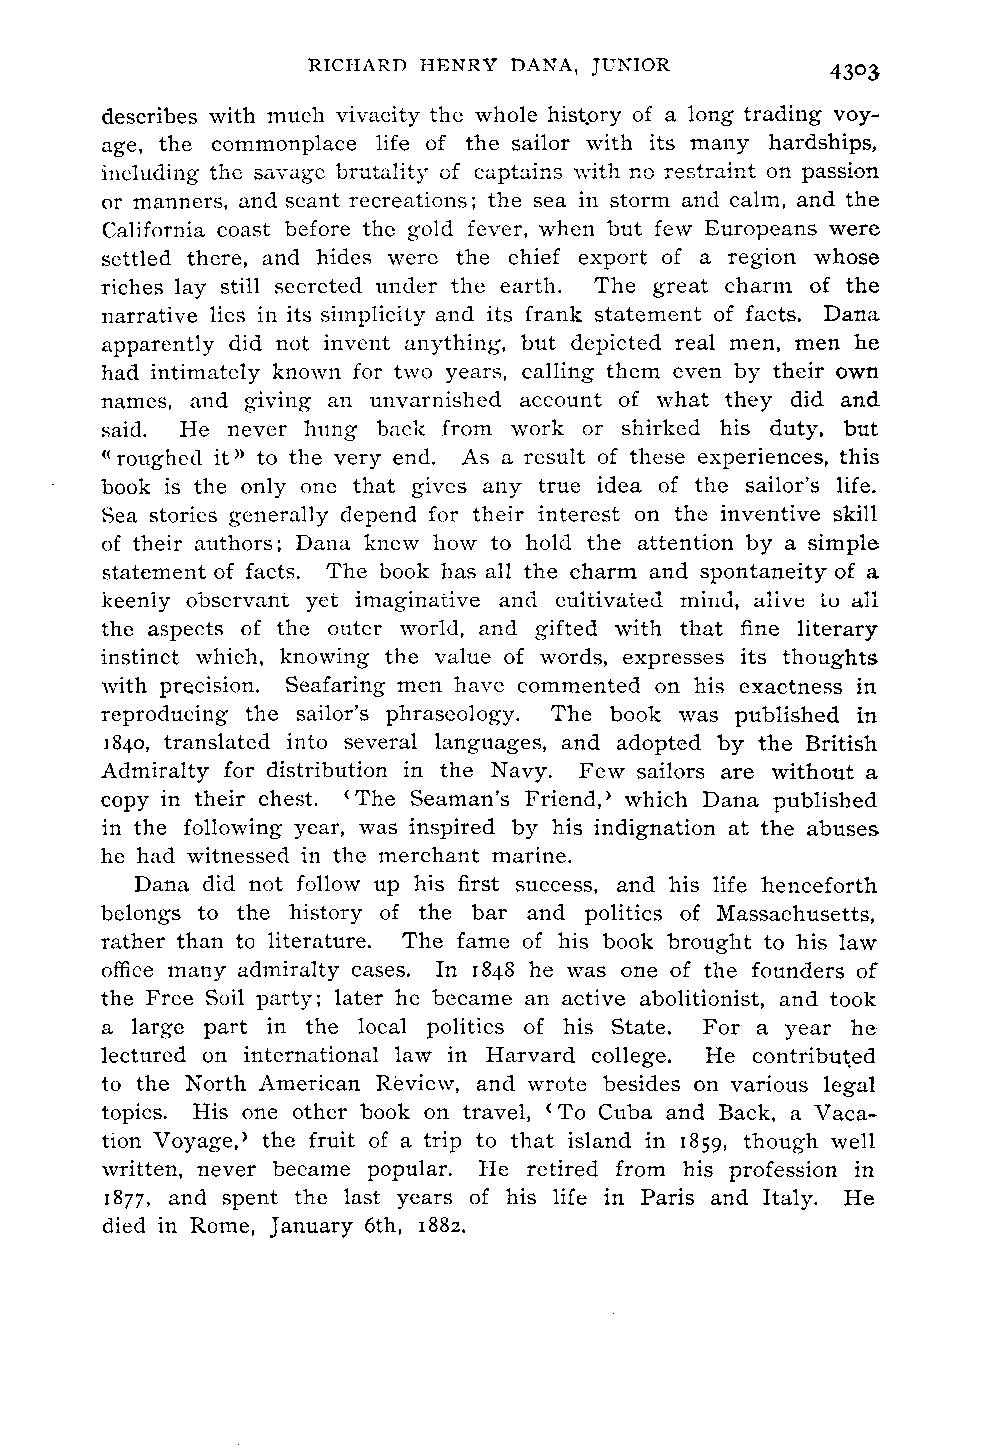 RICHARD HENRY DANA, JUNIOR 4303
describes with much vivacity the whole history of a long trading voy-
age, the commonplace life of the sailor with its many hardships,
including the savage brutality of captains with no restraint on passion
or manners, and scant recreations; the sea in storm and calm, and the
California coast before the gold fever, when but few Europeans were
settled there, and hides were the chief export of a region whose
riches lay still secreted under the earth. The great charm of the
narrative lies in its simplicity and its frank statement of facts. Dana
apparently did not invent anything, but depicted real men, men he
had intimately known for two years, calling them even by their own
names, and giving an unvarnished account of what they did and
said. He never hung back from work or shirked his duty, but
«roughed it» to the very end. As a result of these experiences, this
book is the only one that gives any true idea of the sailor's life.
Sea stories generally depend for their interest on the inventive skill
of their authors; Dana knew how to hold the attention by a simple
statement of facts. The book has all the charm and spontaneity of a
keenly observant yet imaginative and cultivated mind, alive to all
the aspects of the outer world, and gifted with that fine literary
instinct which, knowing the value of words, expresses its thoughts
with precision. Seafaring men have commented on his exactness in
reproducing the sailor's phraseology. The book was published in
1840, translated into several languages, and adopted by the British
Admiralty for distribution in the Navy. Few sailors are without a
copy in their chest. ‹The Seaman's Friend,› which Dana published
in the following year, was inspired by his indignation at the abuses
he had witnessed in the merchant marine.
Dana did not follow up his first success, and his life henceforth
belongs to the history of the bar and politics of Massachusetts,
rather than to literature. The fame of his book brought to his law
office many admiralty cases. In 1848 he was one of the founders of
the Free Soil party; later he became an active abolitionist, and took
a large part in the local politics of his State. For a year he
lectured on international law in Harvard college. He contributed
to the North American Review, and wrote besides on various legal
topics. His one other book on travel, ‹To Cuba and Back, a Vaca-
tion Voyage,› the fruit of a trip to that island in 1859, though well
written, never became popular. He retired from his profession in
1877, and spent the last years of his life in Paris and Italy. He
died in Rome, January 6th, 1882.